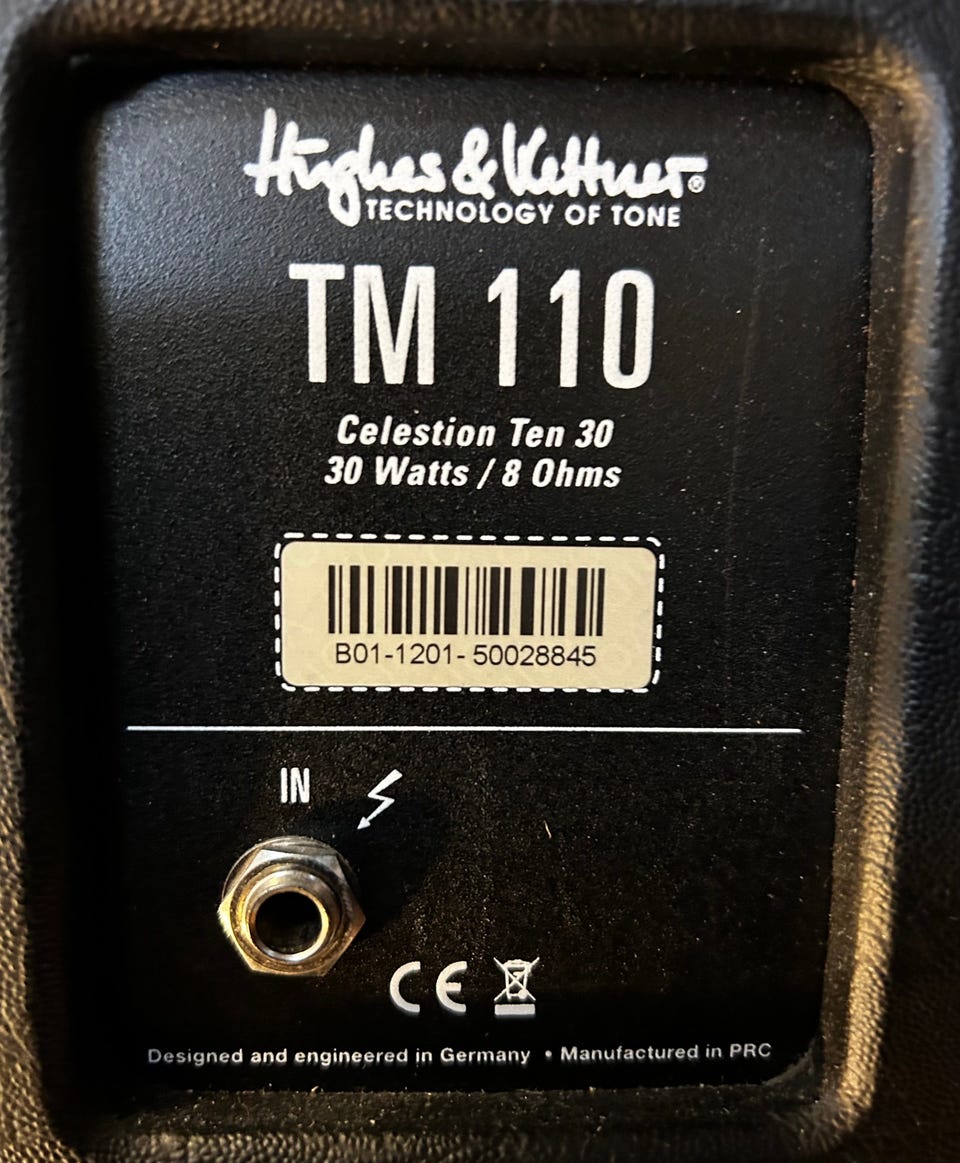 Hughes & Kettner®
TECHNOLOGY OF TONE
TM 110
Celestion Ten 30
30 Watts / 8 Ohms
B01-1201- 50028845
IN
CE
Designed and engineered in Germany • Manufactured in PRC